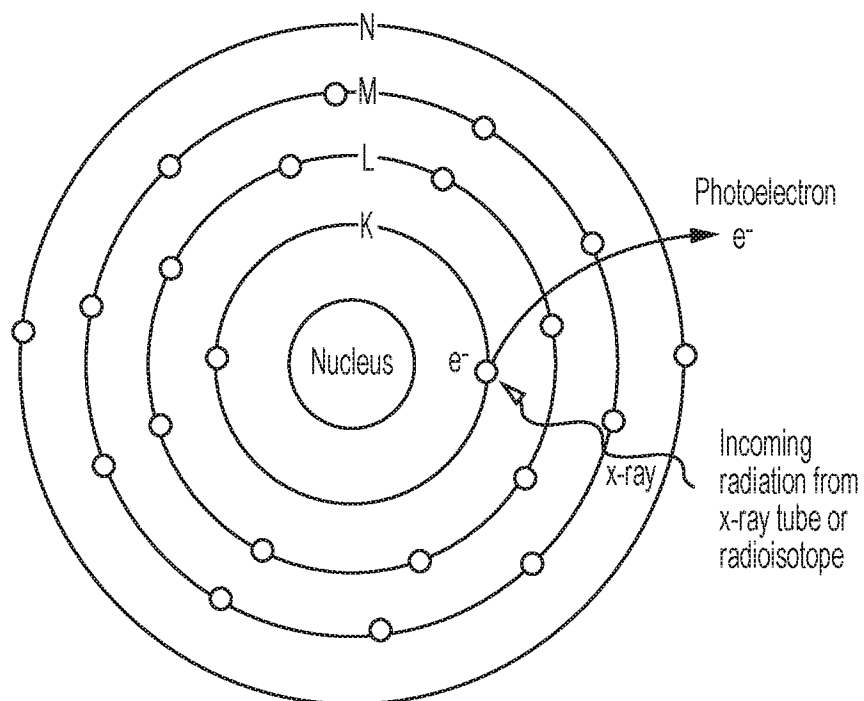 N
M
L
K
Photoelectron
e-
Nucleus
e-
x-ray
Incoming
radiation from
x-ray tube or
radioisotope